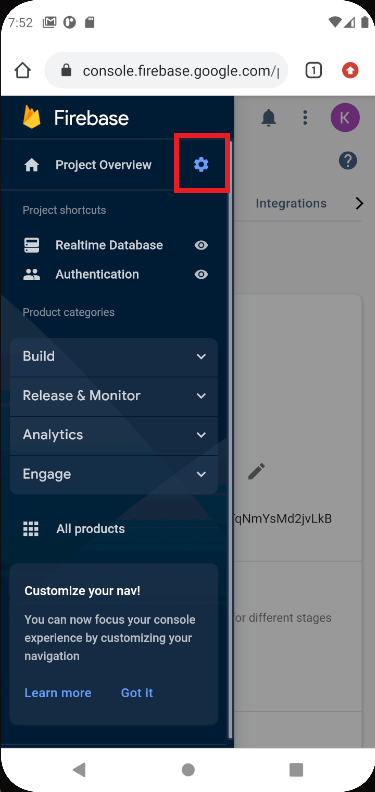 7:52
console.firebase.google.com/
1
Firebase
K
Project Overview
Integrations
Project shortcuts
Realtime Database
Authentication
Product categories
Build
Release & Monitor
Analytics
Engage
qNmYsMd2jvLkB
All products
Customize your nav!
You can now focus your console
experience by customizing your
navigation
for different stages
Learn more Got it